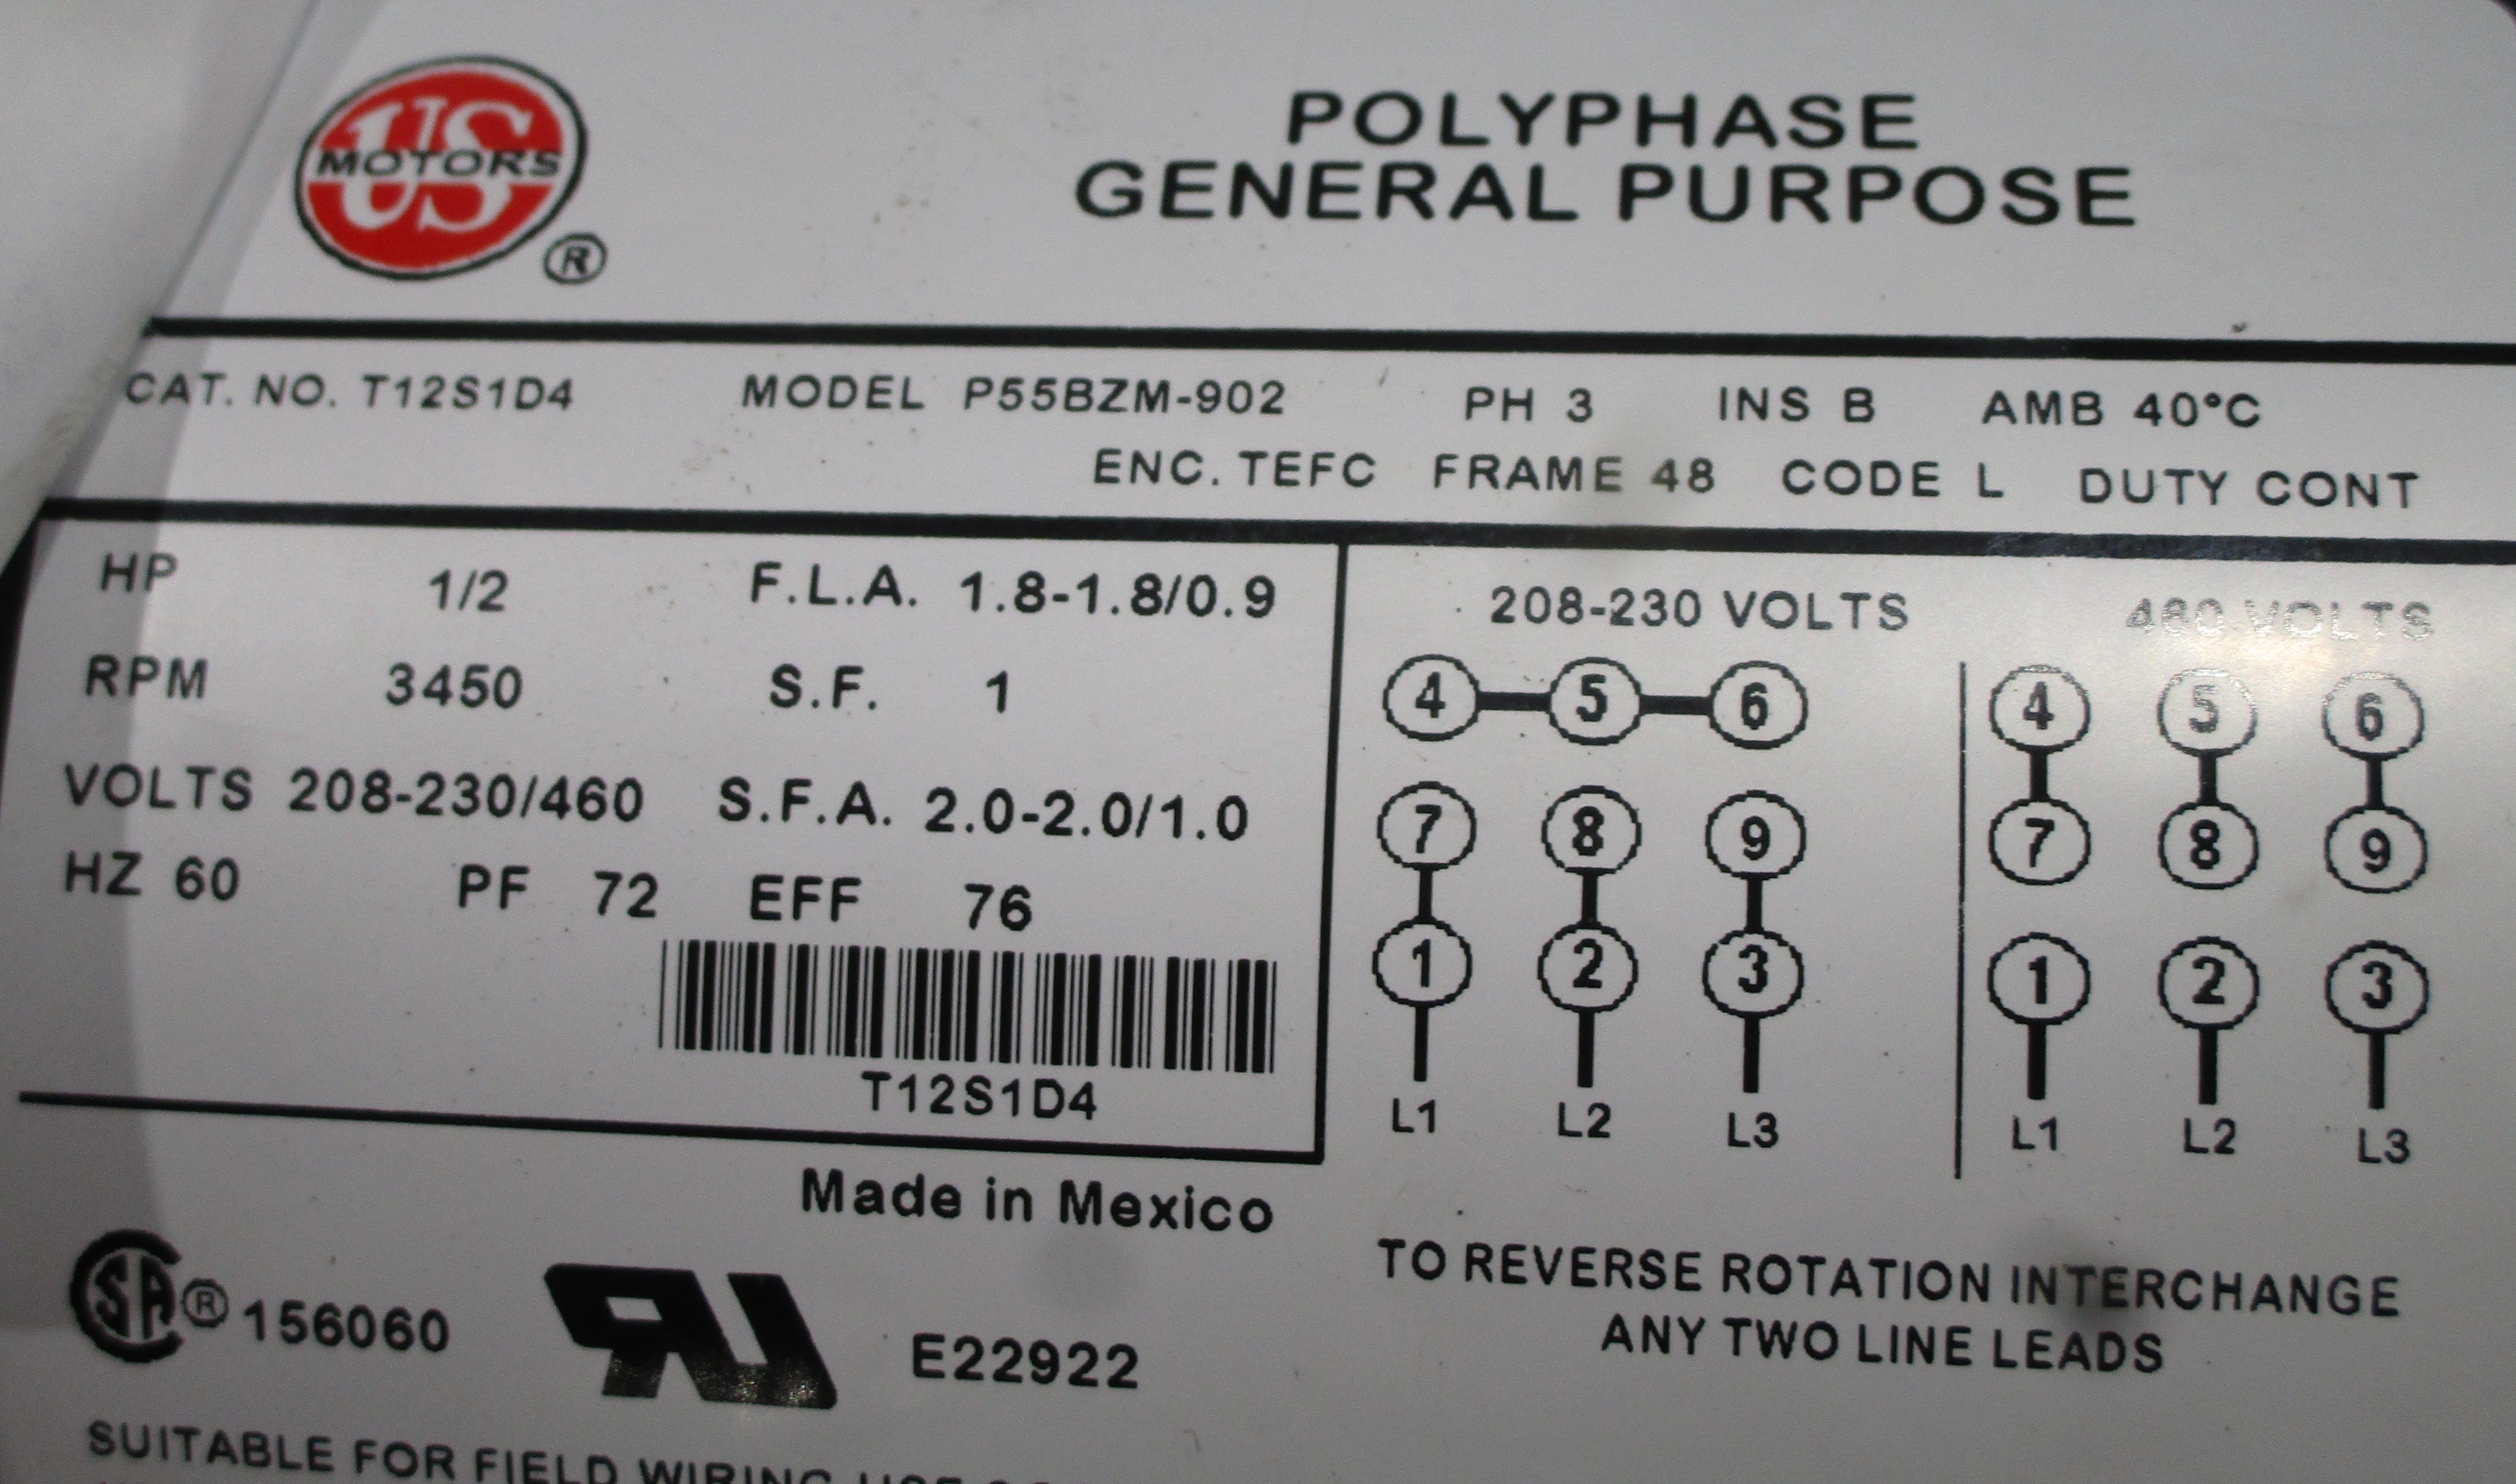 US
MOTORS
®
POLYPHASE
GENERAL PURPOSE
CAT. NO. T12S1D4 MODEL P55BZM-902 PH 3 INS B AMB 40°C
ENC. TEFC FRAME 48 CODE L DUTY CONT
HP 1/2 F.L.A. 1.8-1.8/0.9
RPM 3450 S.F. 1
VOLTS 208-230/460 S.F.A. 2.0-2.0/1.0
HZ 60 PF 72 EFF 76
T12S1D4
208-230 VOLTS 460 VOLTS
4 5 6 4 5 6
7 8 9 7 8 9
1 2 3 1 2 3
L1 L2 L3 L1 L2 L3
Made in Mexico
TO REVERSE ROTATION INTERCHANGE
ANY TWO LINE LEADS
SA ® 156060 RU E22922
SUITABLE FOR FIELD WIRING USE